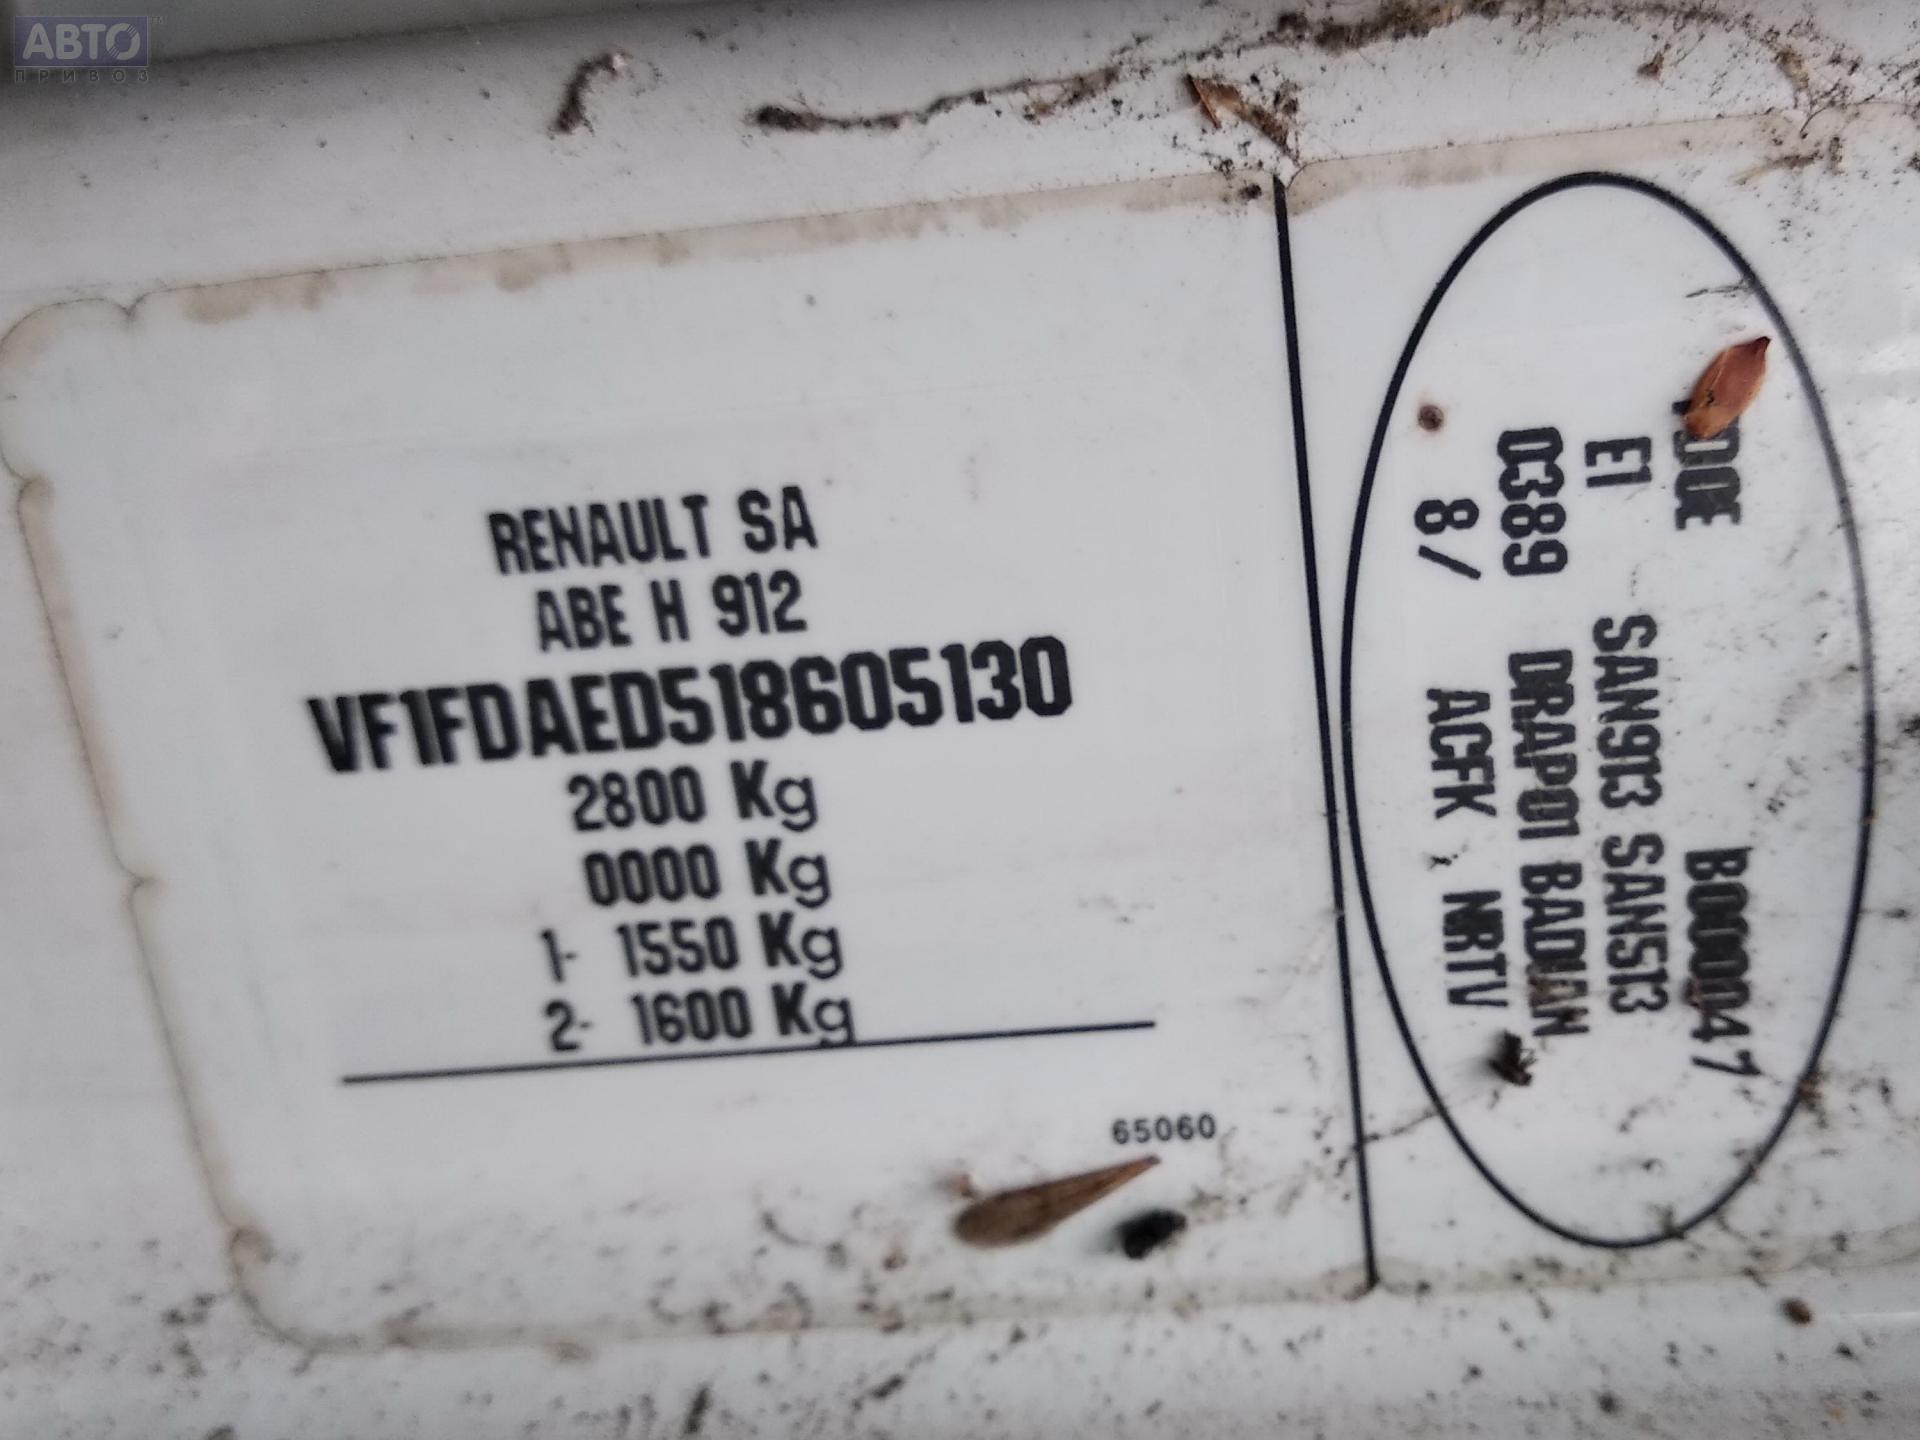 АВТО
ПРИВОЗ
RENAULT SA
ABE H 912
VF1FDAED518605130
2800 Kg
0000 Kg
1- 1550 Kg
2- 1600 Kg
65060
B000047
E1 SAN913 SAN513
0389 DRAP01 BADIAN
8/ ACFK NRTV